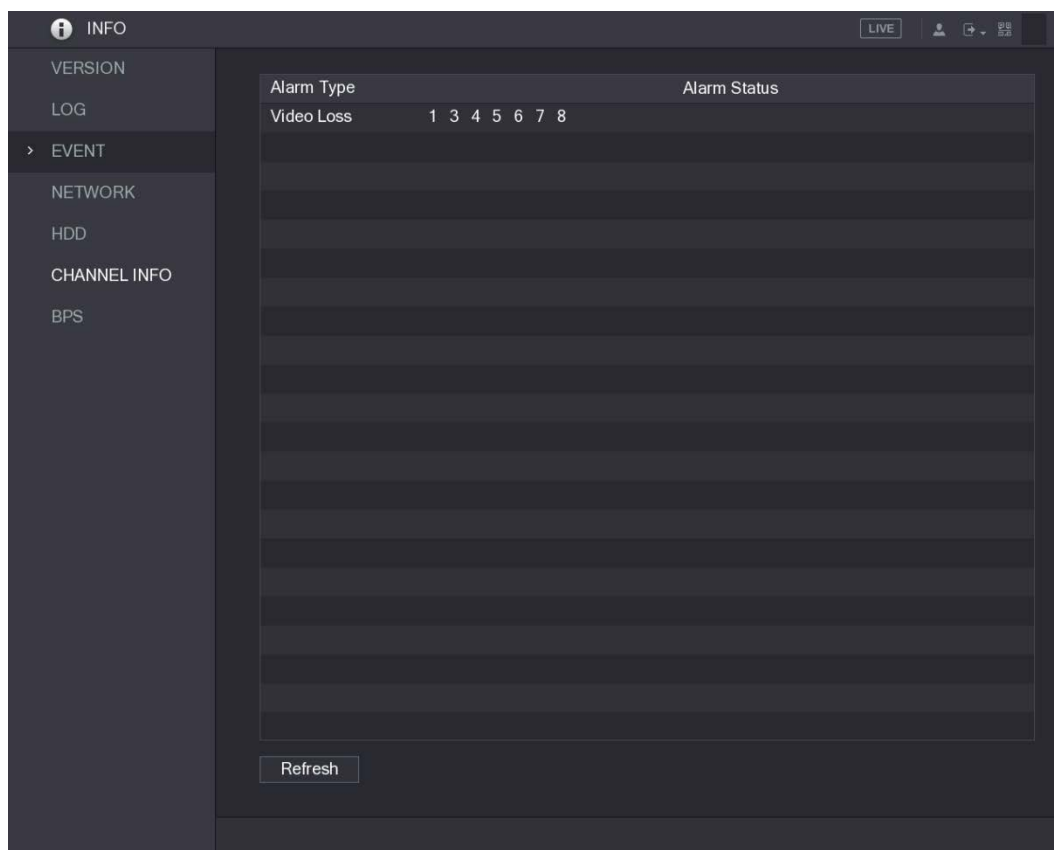 INFO LIVE
VERSION
LOG
EVENT
NETWORK
HDD
CHANNEL INFO
BPS
Alarm Type Alarm Status
Video Loss 1 3 4 5 6 7 8
Refresh